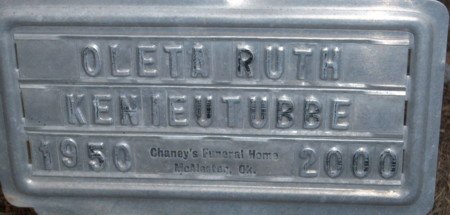 OLETA RUTH
KENIEUTUBBE
1950 Chaney's Funeral Home 2000
McAlester, Ok.